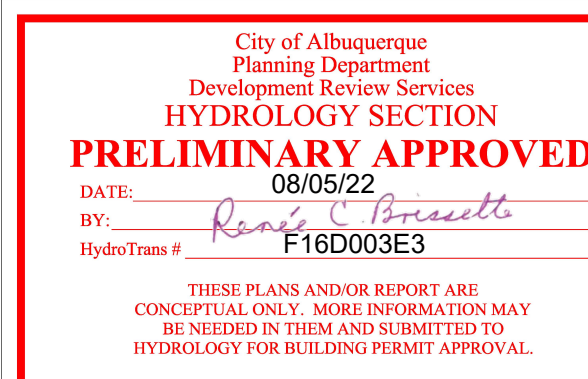 City of Albuquerque
Planning Department
Development Review Services
HYDROLOGY SECTION
PRELIMINARY APPROVED
DATE: 08/05/22
BY: Renée C. Brissette
HydroTrans # F16D003E3
THESE PLANS AND/OR REPORT ARE
CONCEPTUAL ONLY. MORE INFORMATION MAY
BE NEEDED IN THEM AND SUBMITTED TO
HYDROLOGY FOR BUILDING PERMIT APPROVAL.